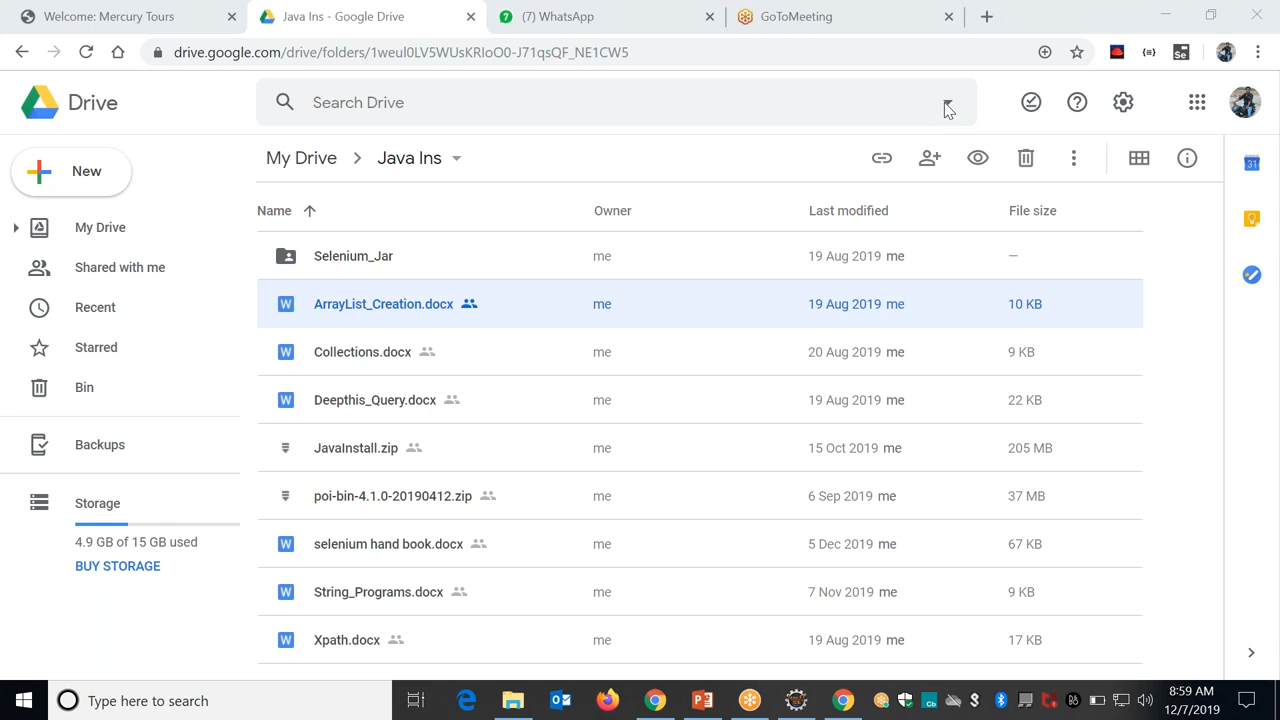 Welcome: Mercury Tours
Java Ins - Google Drive
7
(7) WhatsApp
GoToMeeting
drive.google.com/drive/folders/1weuI0LV5WUsKRIoO0-J71qsQF_NE1CW5
Se
Drive
Search Drive
New
My Drive
Java Ins
31
Name
Owner
Last modified
File size
My Drive
Shared with me
Recent
Starred
Bin
Backups
Storage
4.9 GB of 15 GB used
BUY STORAGE
Selenium_Jar me 19 Aug 2019 me —
W ArrayList_Creation.docx me 19 Aug 2019 me 10 KB
W Collections.docx me 20 Aug 2019 me 9 KB
W Deepthis_Query.docx me 19 Aug 2019 me 22 KB
JavaInstall.zip me 15 Oct 2019 me 205 MB
poi-bin-4.1.0-20190412.zip me 6 Sep 2019 me 37 MB
W selenium hand book.docx me 5 Dec 2019 me 67 KB
W String_Programs.docx me 7 Nov 2019 me 9 KB
W Xpath.docx me 19 Aug 2019 me 17 KB
Type here to search
Cb
8:59 AM
12/7/2019